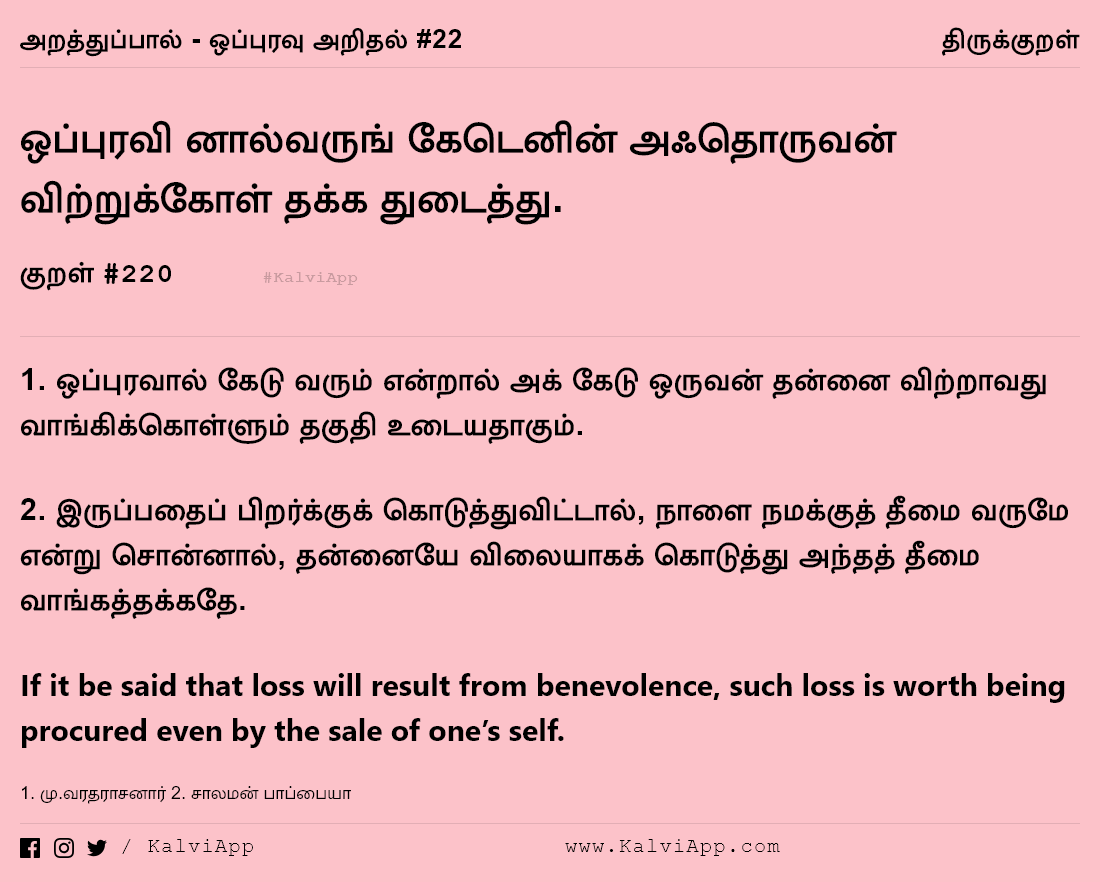 அறத்துப்பால் - ஒப்புரவு அறிதல் #22
திருக்குறள்
ஒப்புரவி னால்வருங் கேடெனின் அஃதொருவன்
விற்றுக்கோள் தக்க துடைத்து.
குறள் #220
#KalviApp
1. ஒப்புரவால் கேடு வரும் என்றால் அக் கேடு ஒருவன் தன்னை விற்றாவது
வாங்கிக்கொள்ளும் தகுதி உடையதாகும்.
2. இருப்பதைப் பிறர்க்குக் கொடுத்துவிட்டால், நாளை நமக்குத் தீமை வருமே
என்று சொன்னால், தன்னையே விலையாகக் கொடுத்து அந்தத் தீமை
வாங்கத்தக்கதே.
If it be said that loss will result from benevolence, such loss is worth being
procured even by the sale of one’s self.
1. மு.வரதராசனார் 2. சாலமன் பாப்பையா
/ KalviApp
www.KalviApp.com